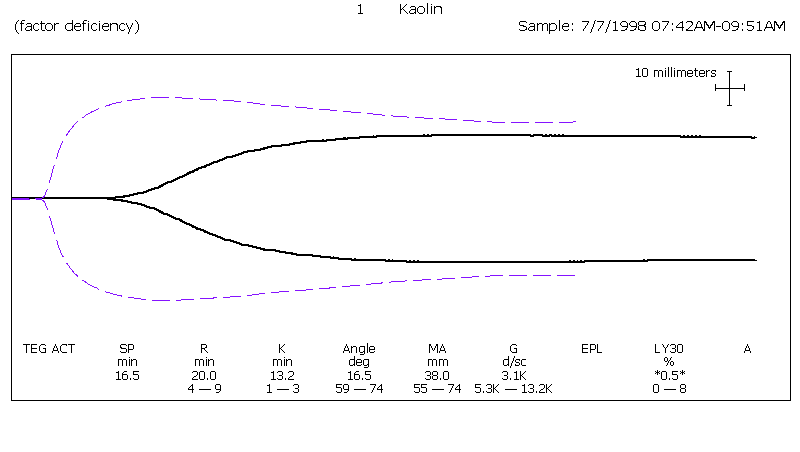 1 Kaolin
(factor deficiency) Sample: 7/7/1998 07:42AM-09:51AM
10 millimeters
TEG ACT SP R K Angle MA G EPL LY30 A
min min min deg mm d/sc %
16.5 20.0 13.2 16.5 38.0 3.1K *0.5*
4 — 9 1 — 3 59 — 74 55 — 74 5.3K — 13.2K 0 — 8